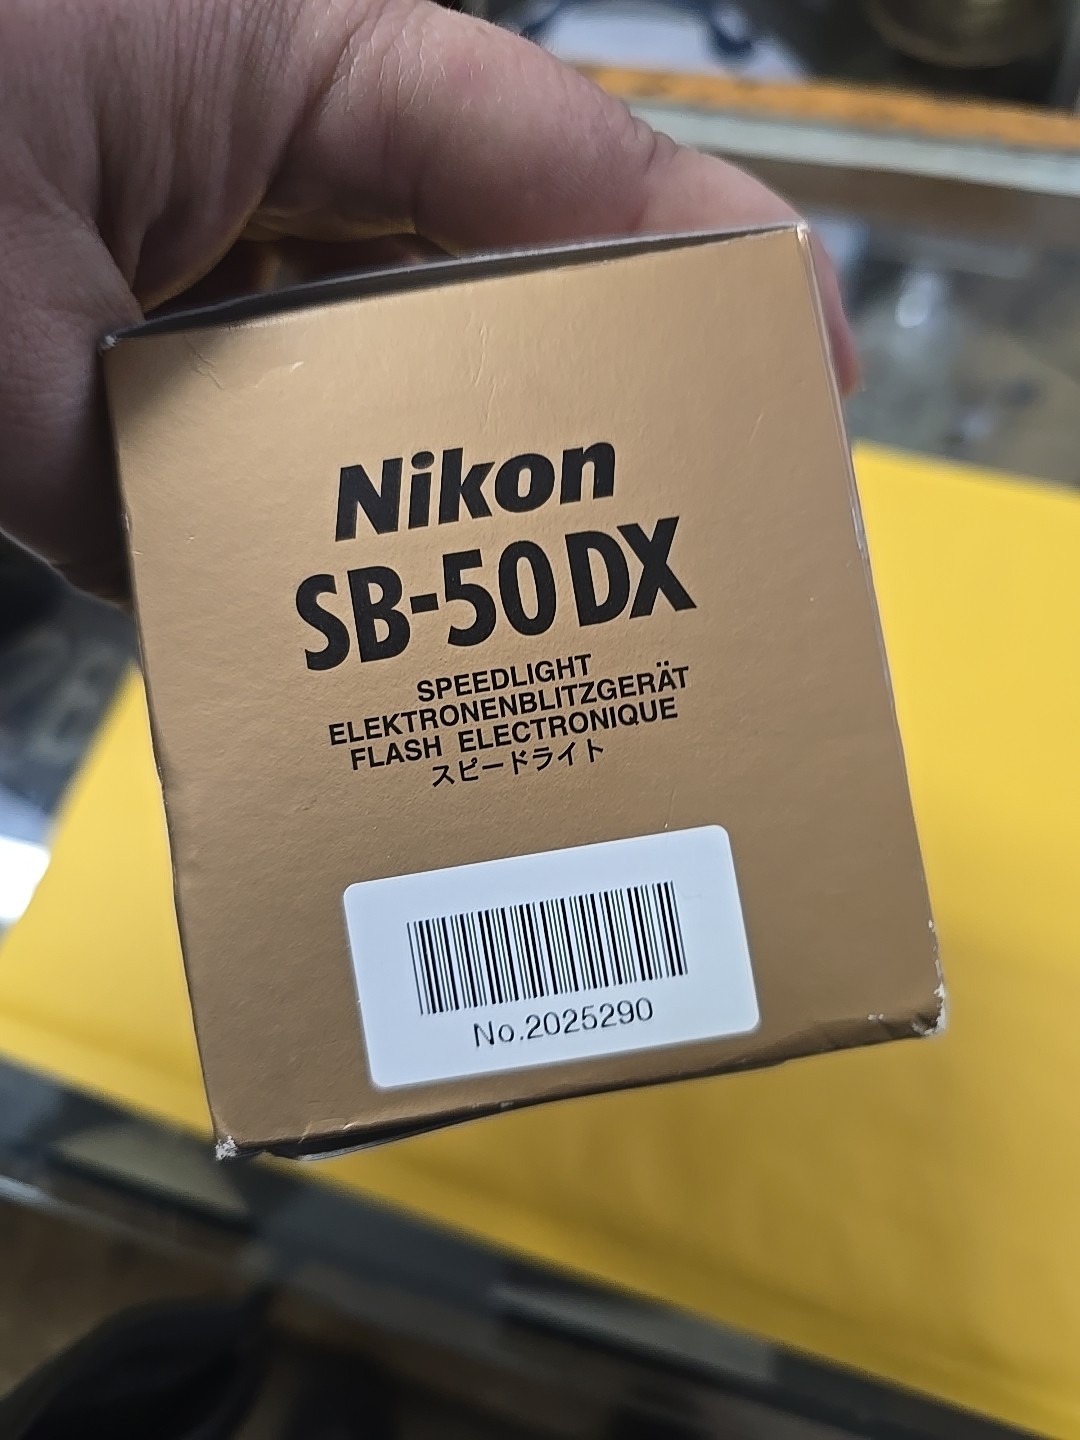 Nikon
SB-50DX
SPEEDLIGHT
ELEKTRONENBLITZGERÄT
FLASH ELECTRONIQUE
スピードライト
No.2025290